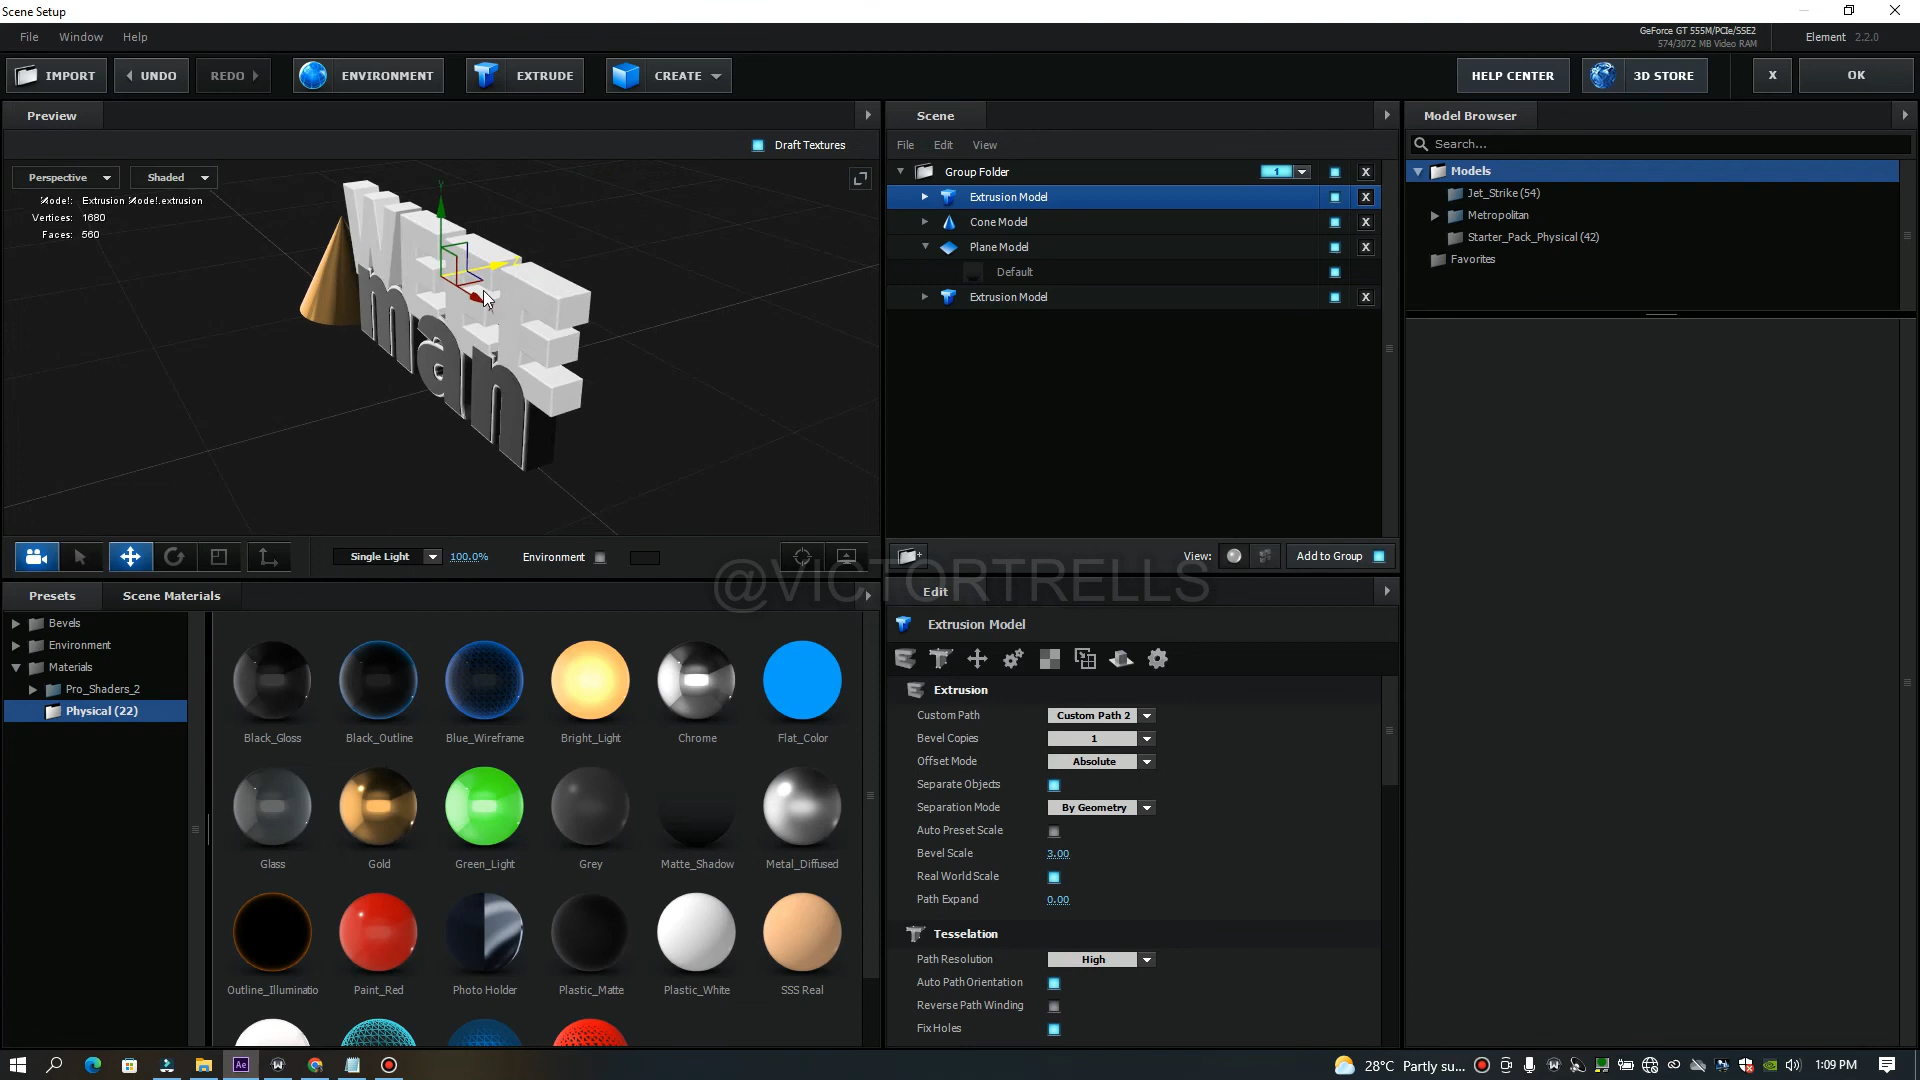 Scene Setup
File Window Help
GeForce GT 555M/PCIe/SSE2
574/3072 MB Video RAM
Element 2.2.0
IMPORT UNDO REDO ENVIRONMENT EXTRUDE CREATE HELP CENTER 3D STORE X OK
Preview
Draft Textures
Perspective Shaded
Model: Extrusion Model.extrusion
Vertices: 1680
Faces: 560
Y
man
Single Light 100.0% Environment
Scene
File Edit View
Group Folder 1 X
Extrusion Model X
Cone Model X
Plane Model X
Default
Extrusion Model X
View: Add to Group
Model Browser
Search...
Models
Jet_Strike (54)
Metropolitan
Starter_Pack_Physical (42)
Favorites
@VICTORTRELLS
Presets Scene Materials
Bevels
Environment
Materials
Pro_Shaders_2
Physical (22)
Black_Gloss Black_Outline Blue_Wireframe Bright_Light Chrome Flat_Color
Glass Gold Green_Light Grey Matte_Shadow Metal_Diffused
Outline_Illuminatio Paint_Red Photo Holder Plastic_Matte Plastic_White SSS Real
Edit
Extrusion Model
Extrusion
Custom Path Custom Path 2
Bevel Copies 1
Offset Mode Absolute
Separate Objects
Separation Mode By Geometry
Auto Preset Scale
Bevel Scale 3.00
Real World Scale
Path Expand 0.00
Tesselation
Path Resolution High
Auto Path Orientation
Reverse Path Winding
Fix Holes
Ae
28°C Partly su... 1:09 PM